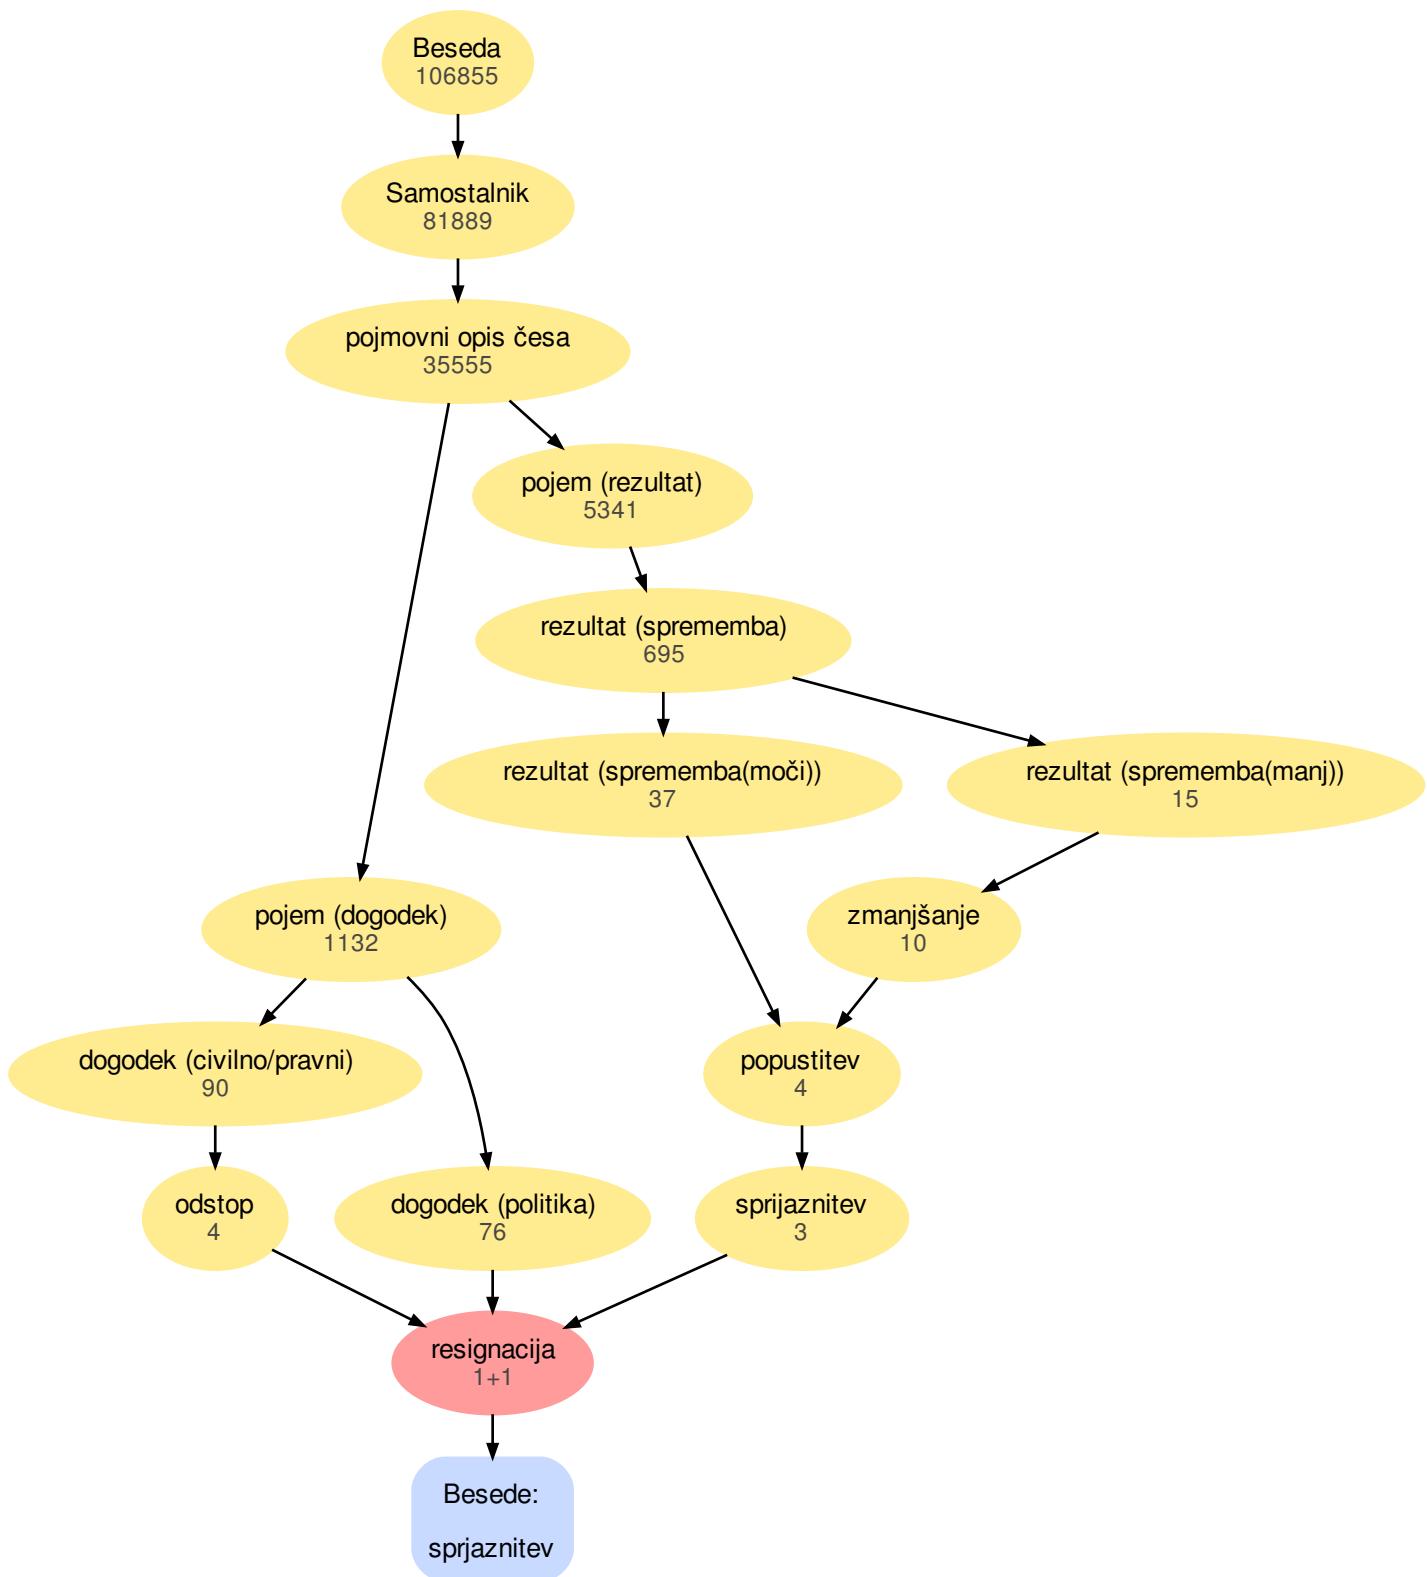 Beseda
106855
Samostalnik
81889
pojmovni opis česa
35555
pojem (rezultat)
5341
rezultat (sprememba)
695
rezultat (sprememba(moči))
37
rezultat (sprememba(manj))
15
pojem (dogodek)
1132
zmanjšanje
10
dogodek (civilno/pravni)
90
popustitev
4
odstop
4
dogodek (politika)
76
sprijaznitev
3
resignacija
1+1
Besede:
sprjaznitev